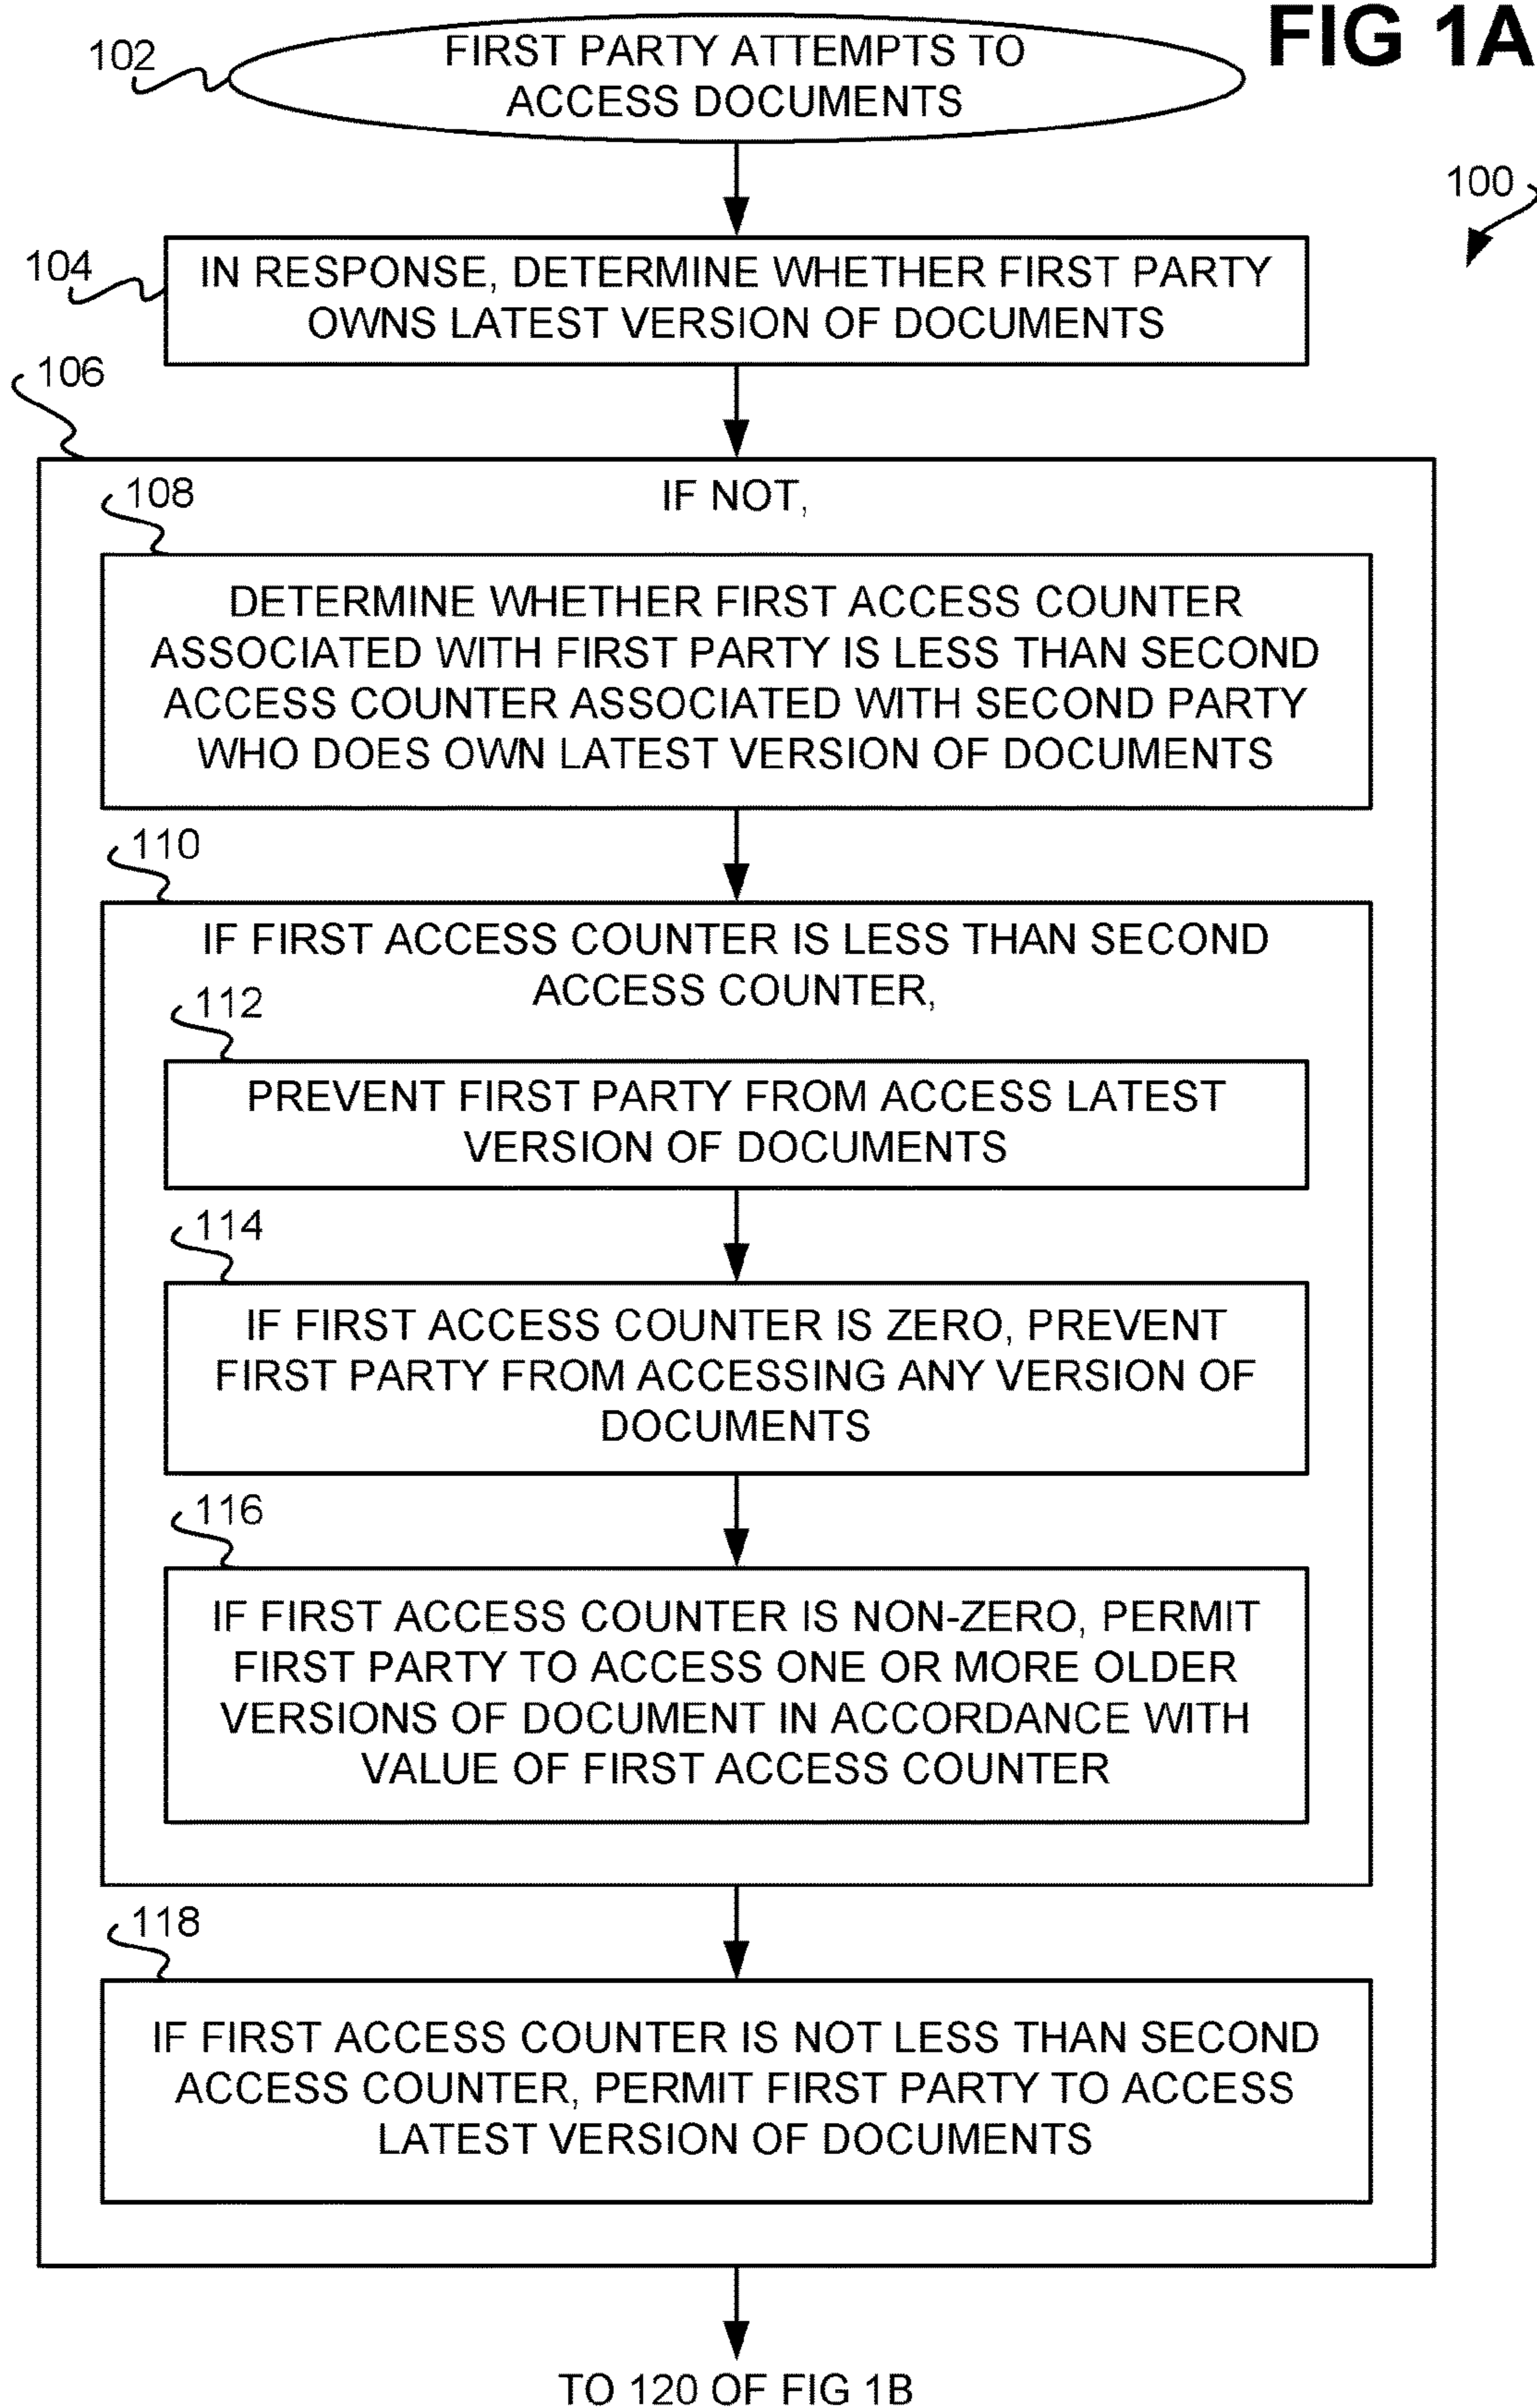 FIG 1A
102
FIRST PARTY ATTEMPTS TO
ACCESS DOCUMENTS
100
104
IN RESPONSE, DETERMINE WHETHER FIRST PARTY
OWNS LATEST VERSION OF DOCUMENTS
106
IF NOT,
108
DETERMINE WHETHER FIRST ACCESS COUNTER
ASSOCIATED WITH FIRST PARTY IS LESS THAN SECOND
ACCESS COUNTER ASSOCIATED WITH SECOND PARTY
WHO DOES OWN LATEST VERSION OF DOCUMENTS
110
IF FIRST ACCESS COUNTER IS LESS THAN SECOND
ACCESS COUNTER,
112
PREVENT FIRST PARTY FROM ACCESS LATEST
VERSION OF DOCUMENTS
114
IF FIRST ACCESS COUNTER IS ZERO, PREVENT
FIRST PARTY FROM ACCESSING ANY VERSION OF
DOCUMENTS
116
IF FIRST ACCESS COUNTER IS NON-ZERO, PERMIT
FIRST PARTY TO ACCESS ONE OR MORE OLDER
VERSIONS OF DOCUMENT IN ACCORDANCE WITH
VALUE OF FIRST ACCESS COUNTER
118
IF FIRST ACCESS COUNTER IS NOT LESS THAN SECOND
ACCESS COUNTER, PERMIT FIRST PARTY TO ACCESS
LATEST VERSION OF DOCUMENTS
TO 120 OF FIG 1B